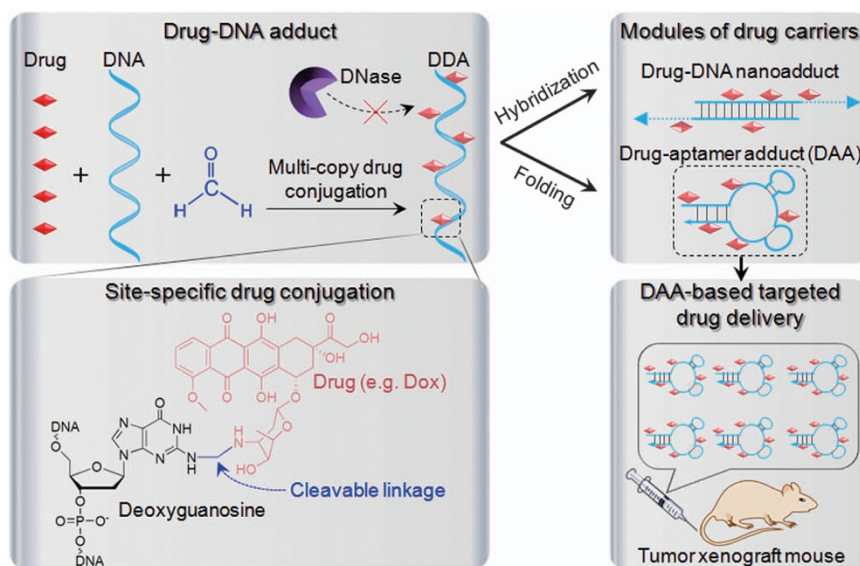 Drug-DNA adduct
Drug
DNA
DDA
DNase
+
+
O
C
H
H
Multi-copy drug
conjugation
Hybridization
Folding
Modules of drug carriers
Drug-DNA nanoadduct
Drug-aptamer adduct (DAA)
Site-specific drug conjugation
O
OH
O
OH
OH
O
O
OH
O
Drug (e.g. Dox)
O
O
HN
HO
O
NH
N
N
N
N
H
DNA
O
O
O
O=P-O-
O
DNA
Cleavable linkage
Deoxyguanosine
DAA-based targeted
drug delivery
Tumor xenograft mouse